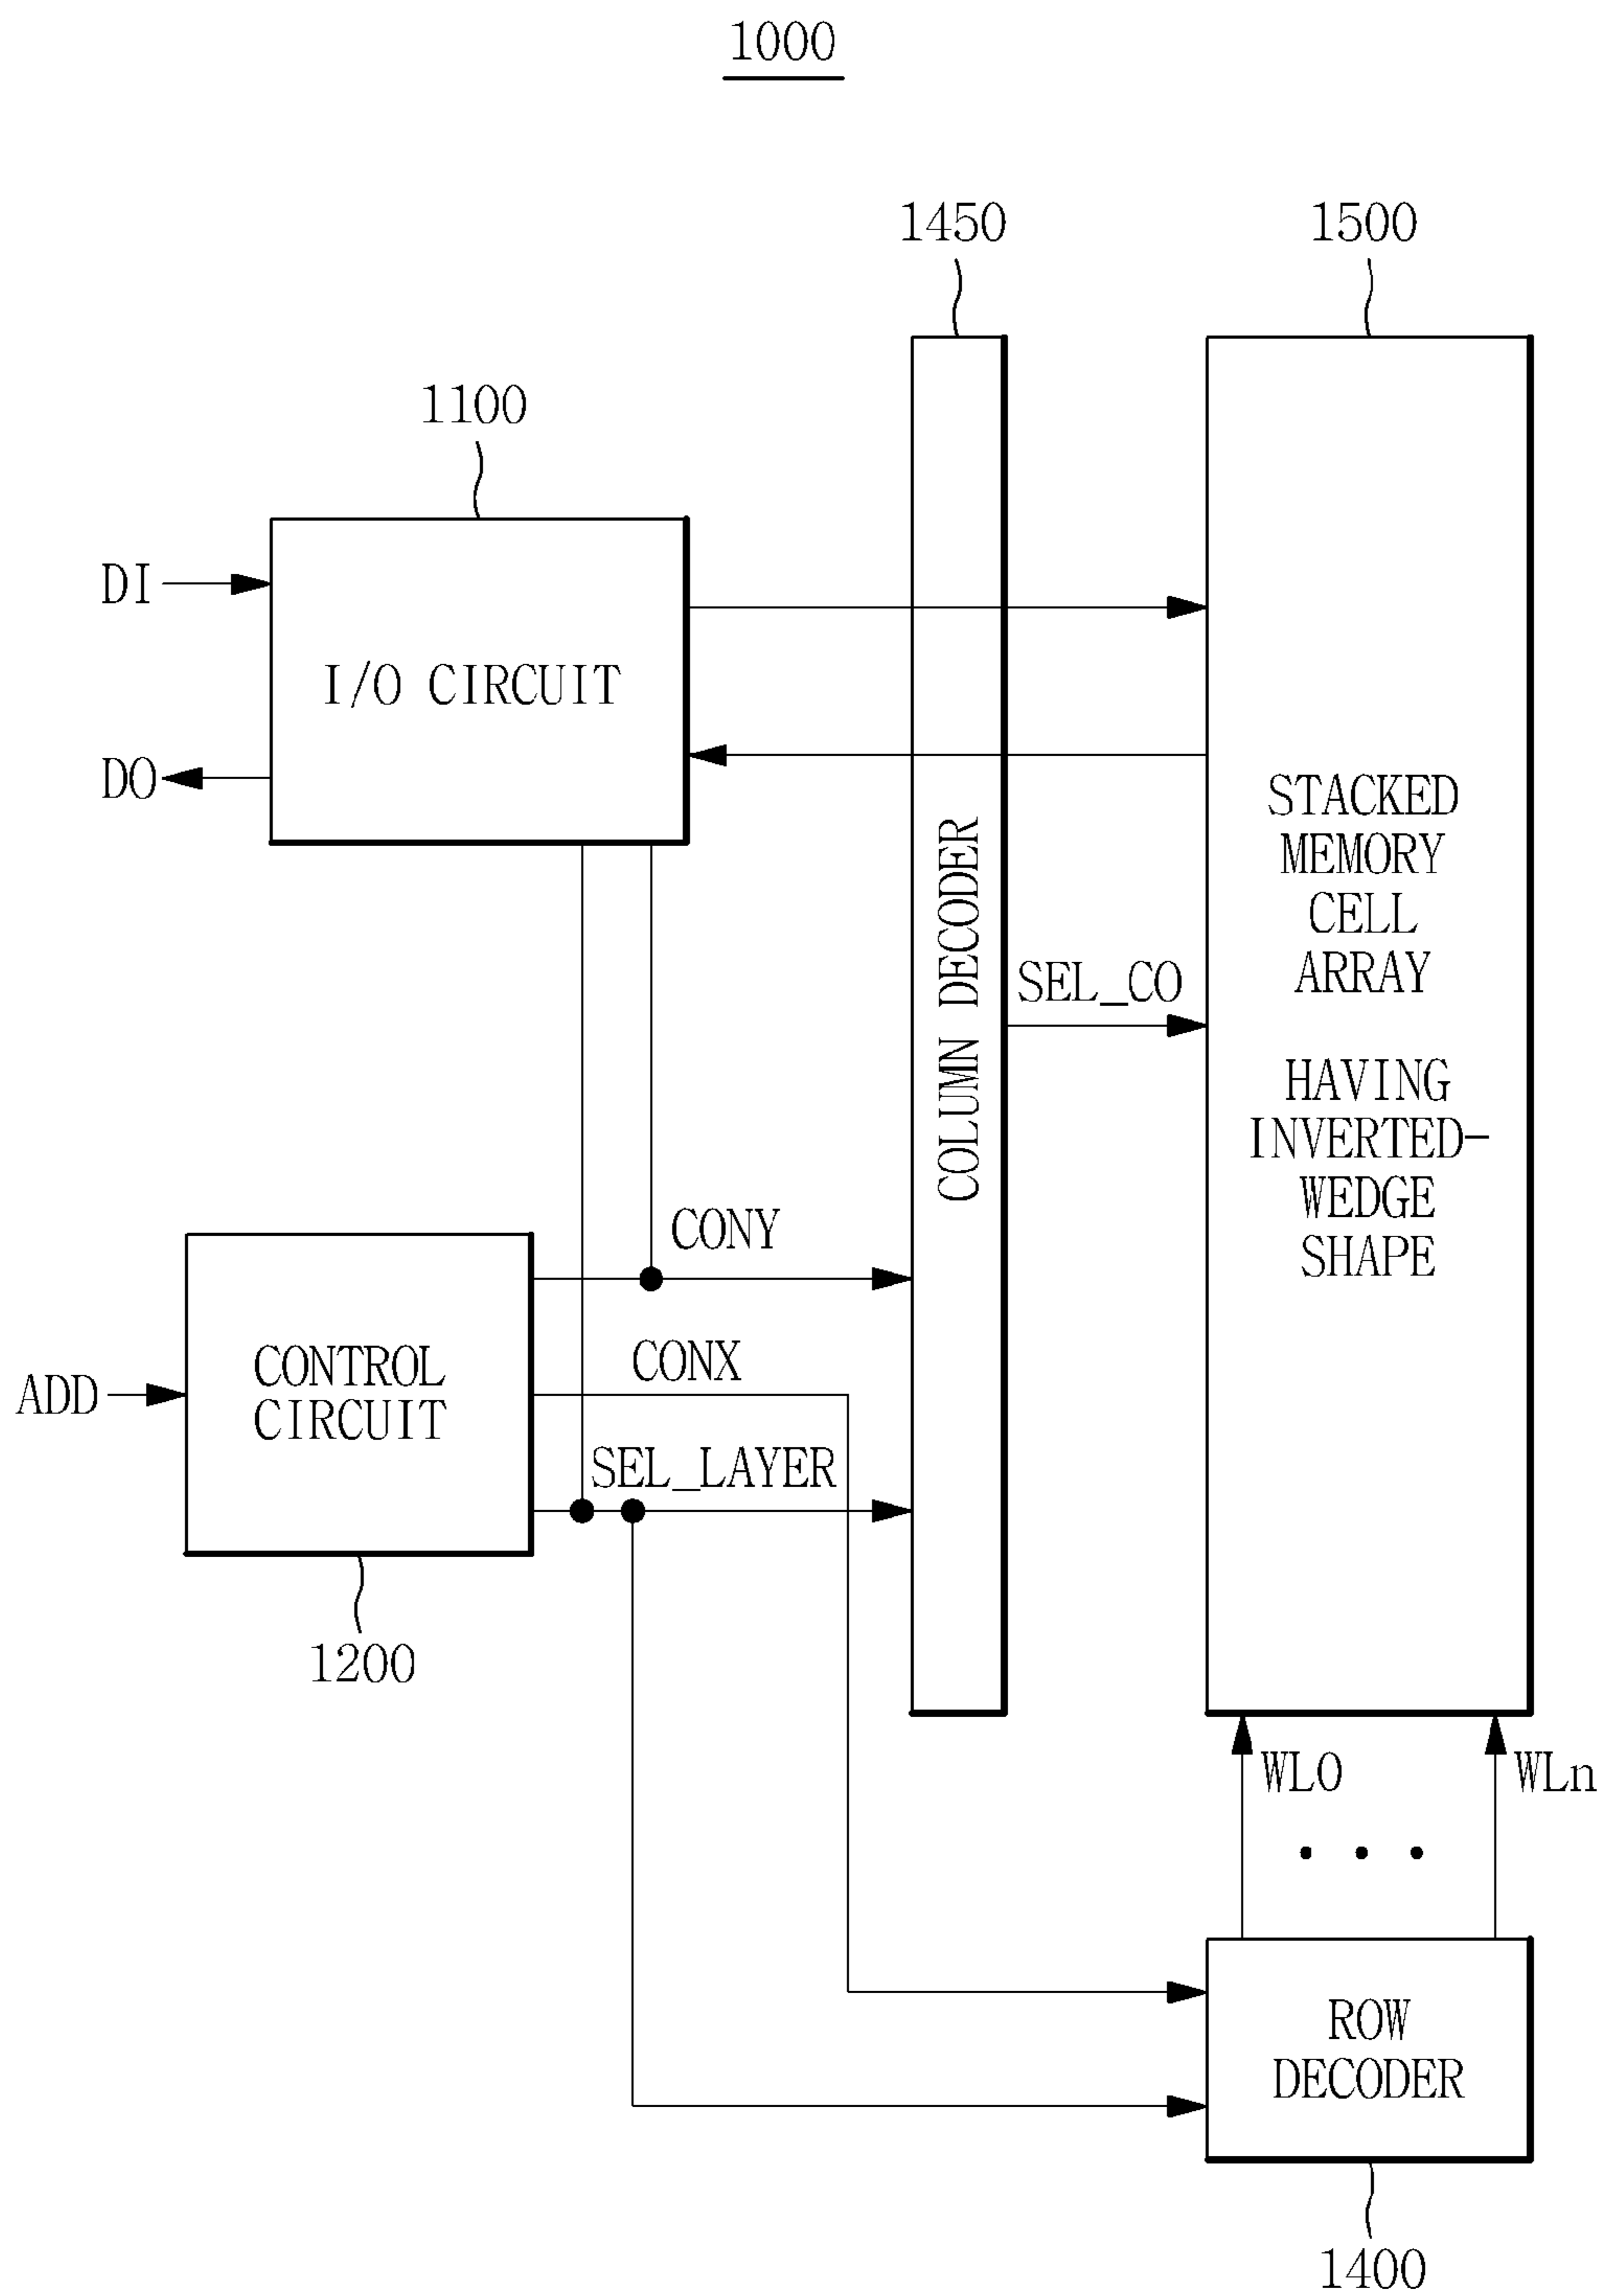 1000
1450
1500
1100
DI
I/O CIRCUIT
DO
COLUMN DECODER
STACKED
MEMORY
CELL
ARRAY
HAVING
INVERTED-
WEDGE
SHAPE
SEL_CO
CONY
CONX
SEL_LAYER
ADD
CONTROL
CIRCUIT
1200
WL0
WLn
• • •
ROW
DECODER
1400